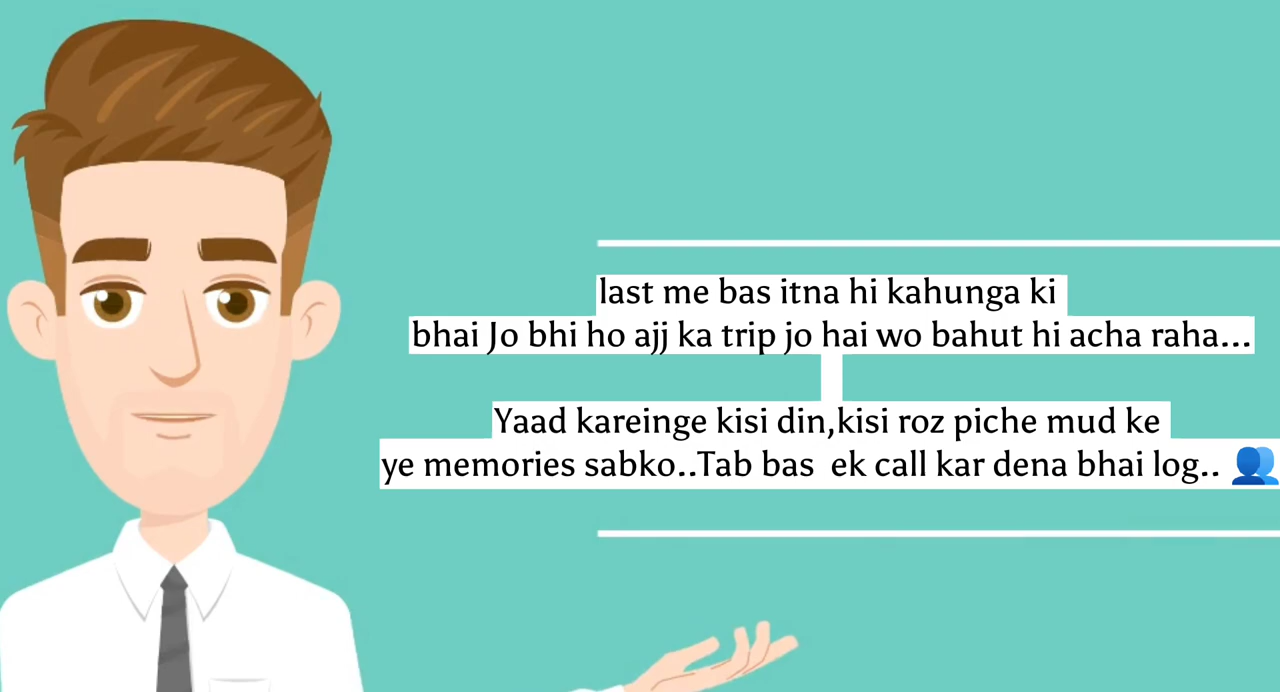 last me bas itna hi kahunga ki
bhai Jo bhi ho ajj ka trip jo hai wo bahut hi acha raha...
Yaad kareinge kisi din,kisi roz piche mud ke
ye memories sabko..Tab bas  ek call kar dena bhai log.. 👥